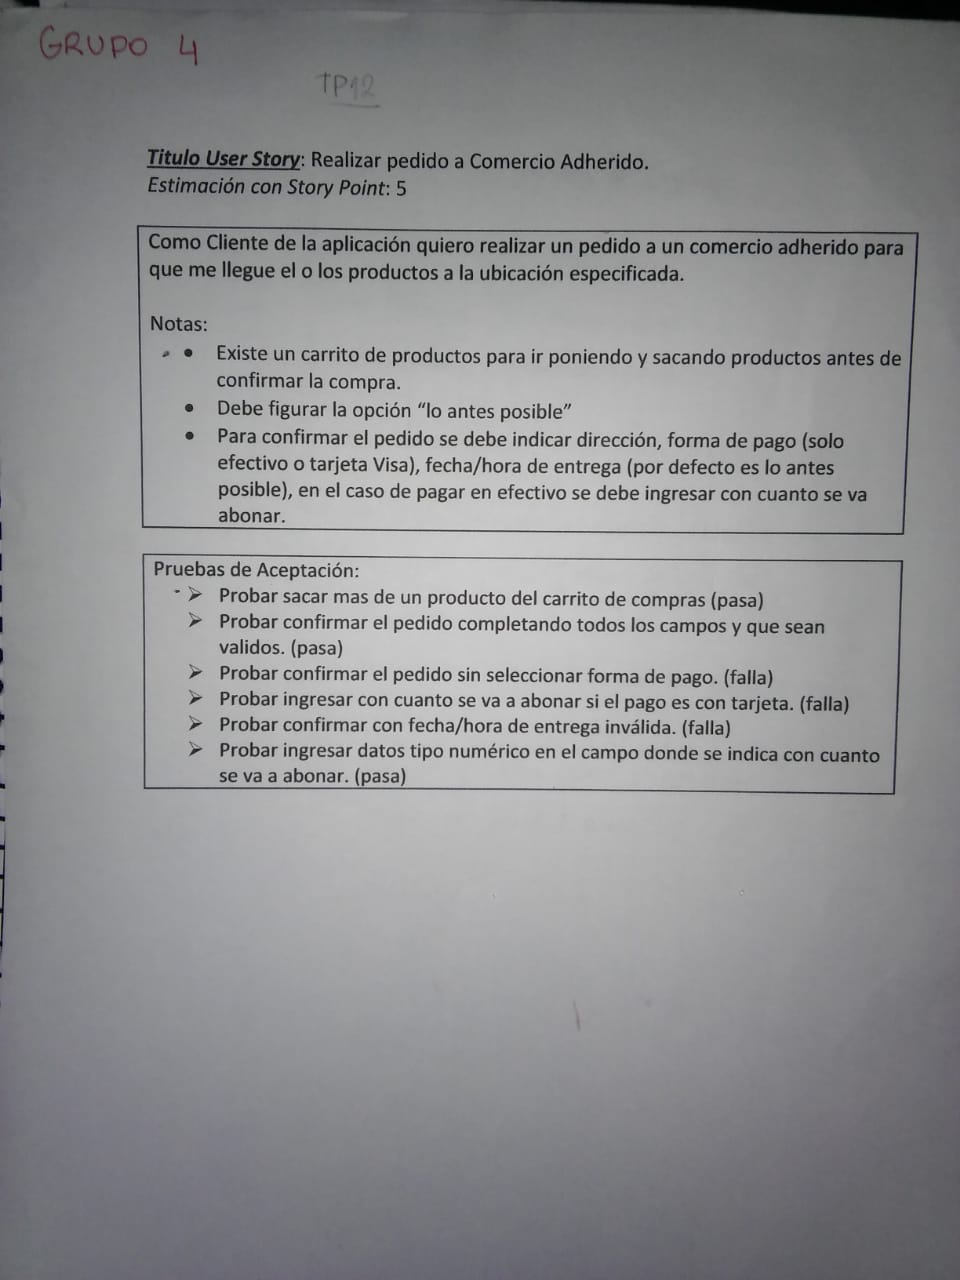 GRUPO 4
TP12
Titulo User Story: Realizar pedido a Comercio Adherido.
Estimación con Story Point: 5
Como Cliente de la aplicación quiero realizar un pedido a un comercio adherido para
que me llegue el o los productos a la ubicación especificada.
Notas:
• Existe un carrito de productos para ir poniendo y sacando productos antes de
confirmar la compra.
• Debe figurar la opción “lo antes posible”
• Para confirmar el pedido se debe indicar dirección, forma de pago (solo
efectivo o tarjeta Visa), fecha/hora de entrega (por defecto es lo antes
posible), en el caso de pagar en efectivo se debe ingresar con cuanto se va
abonar.
Pruebas de Aceptación:
➢ Probar sacar mas de un producto del carrito de compras (pasa)
➢ Probar confirmar el pedido completando todos los campos y que sean
validos. (pasa)
➢ Probar confirmar el pedido sin seleccionar forma de pago. (falla)
➢ Probar ingresar con cuanto se va a abonar si el pago es con tarjeta. (falla)
➢ Probar confirmar con fecha/hora de entrega inválida. (falla)
➢ Probar ingresar datos tipo numérico en el campo donde se indica con cuanto
se va a abonar. (pasa)